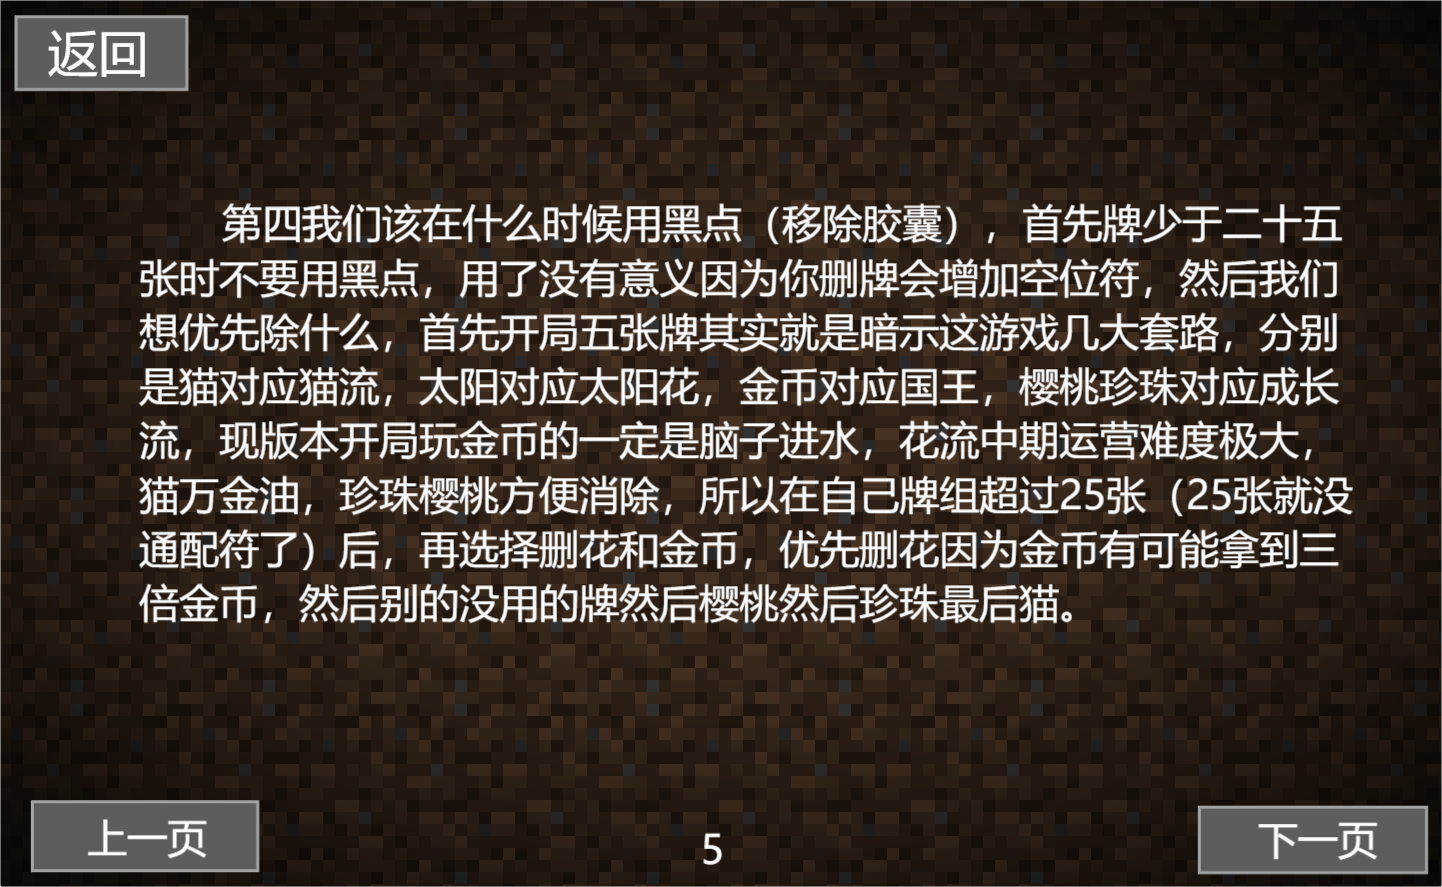 返回
第四我们该在什么时候用黑点（移除胶囊），首先牌少于二十五
张时不要用黑点，用了没有意义因为你删牌会增加空位符，然后我们
想优先除什么，首先开局五张牌其实就是暗示这游戏几大套路，分别
是猫对应猫流，太阳对应太阳花，金币对应国王，樱桃珍珠对应成长
流，现版本开局玩金币的一定是脑子进水，花流中期运营难度极大，
猫万金油，珍珠樱桃方便消除，所以在自己牌组超过25张（25张就没
通配符了）后，再选择删花和金币，优先删花因为金币有可能拿到三
倍金币，然后别的没用的牌然后樱桃然后珍珠最后猫。
上一页
5
下一页